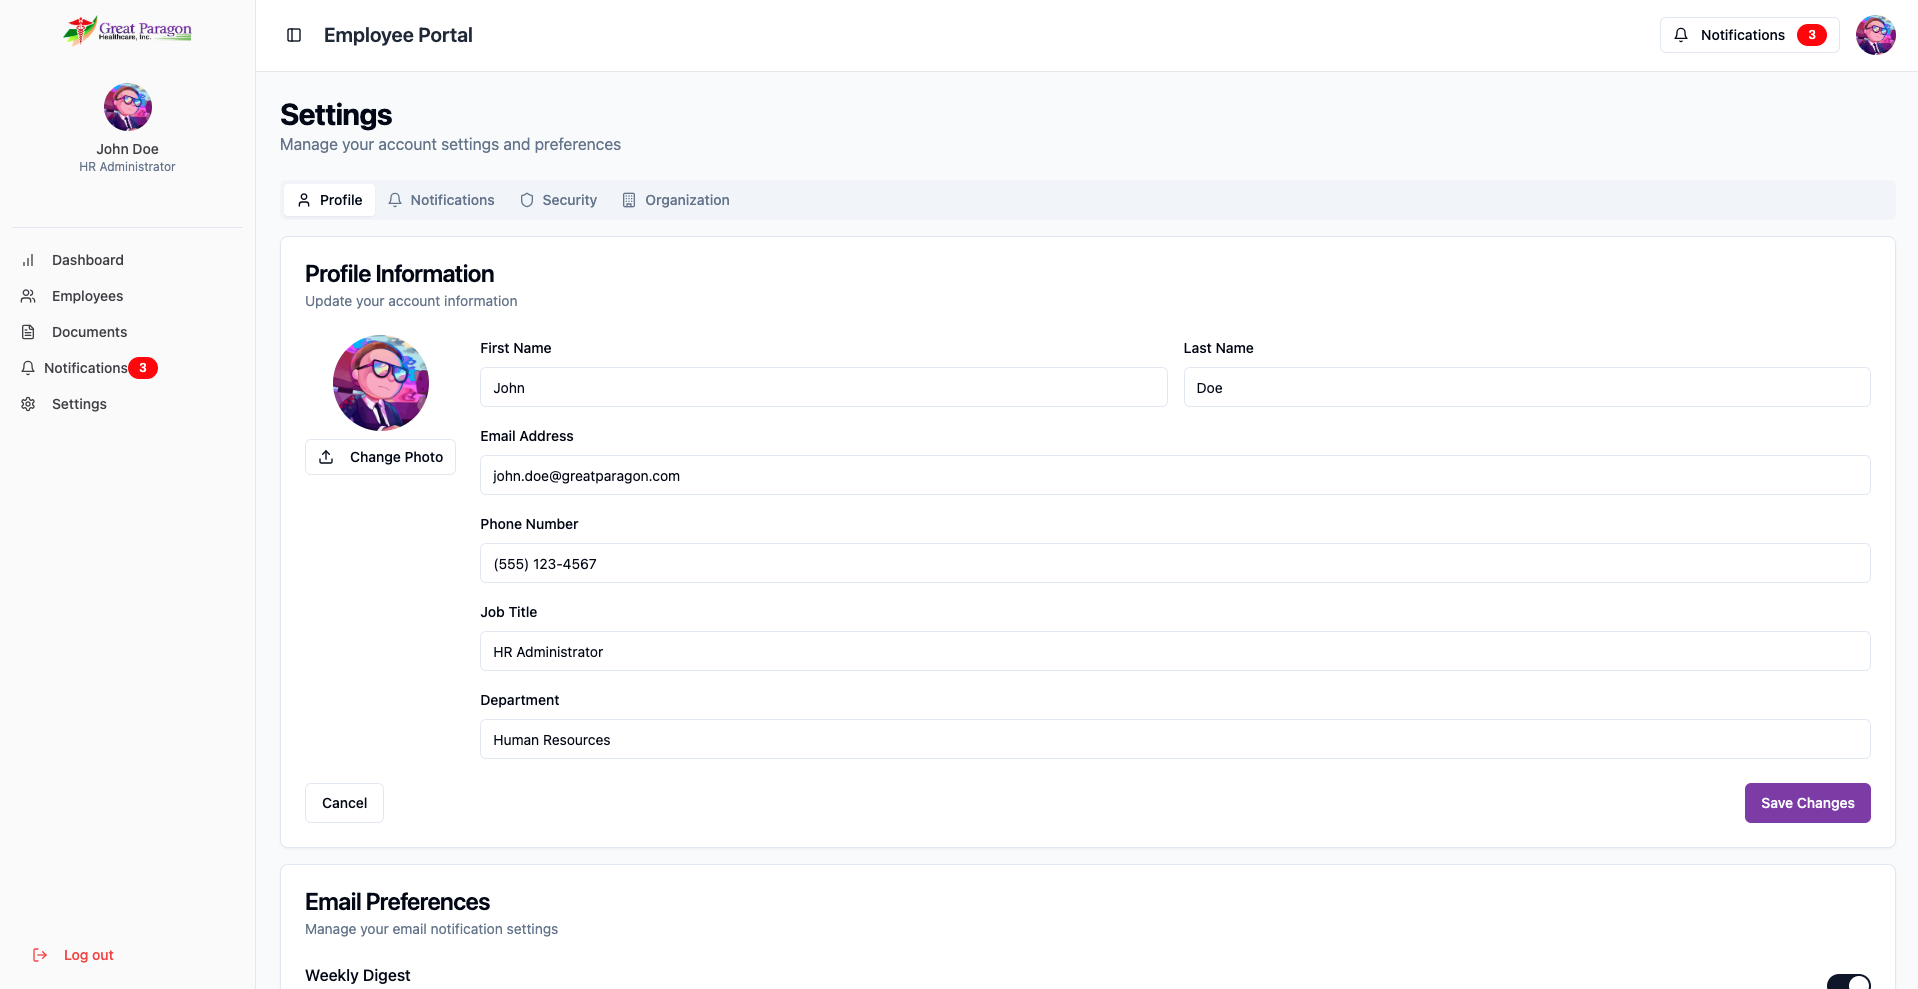 Great Paragon
Healthcare, Inc.
John Doe
HR Administrator
Dashboard
Employees
Documents
Notifications 3
Settings
Log out
Employee Portal
Notifications 3
Settings
Manage your account settings and preferences
Profile Notifications Security Organization
Profile Information
Update your account information
Change Photo
First Name Last Name
John Doe
Email Address
john.doe@greatparagon.com
Phone Number
(555) 123-4567
Job Title
HR Administrator
Department
Human Resources
Cancel Save Changes
Email Preferences
Manage your email notification settings
Weekly Digest